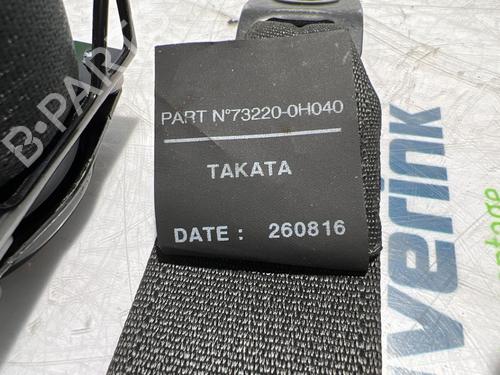 PART N°73220-0H040
TAKATA
DATE : 260816
B-PARTS
verink